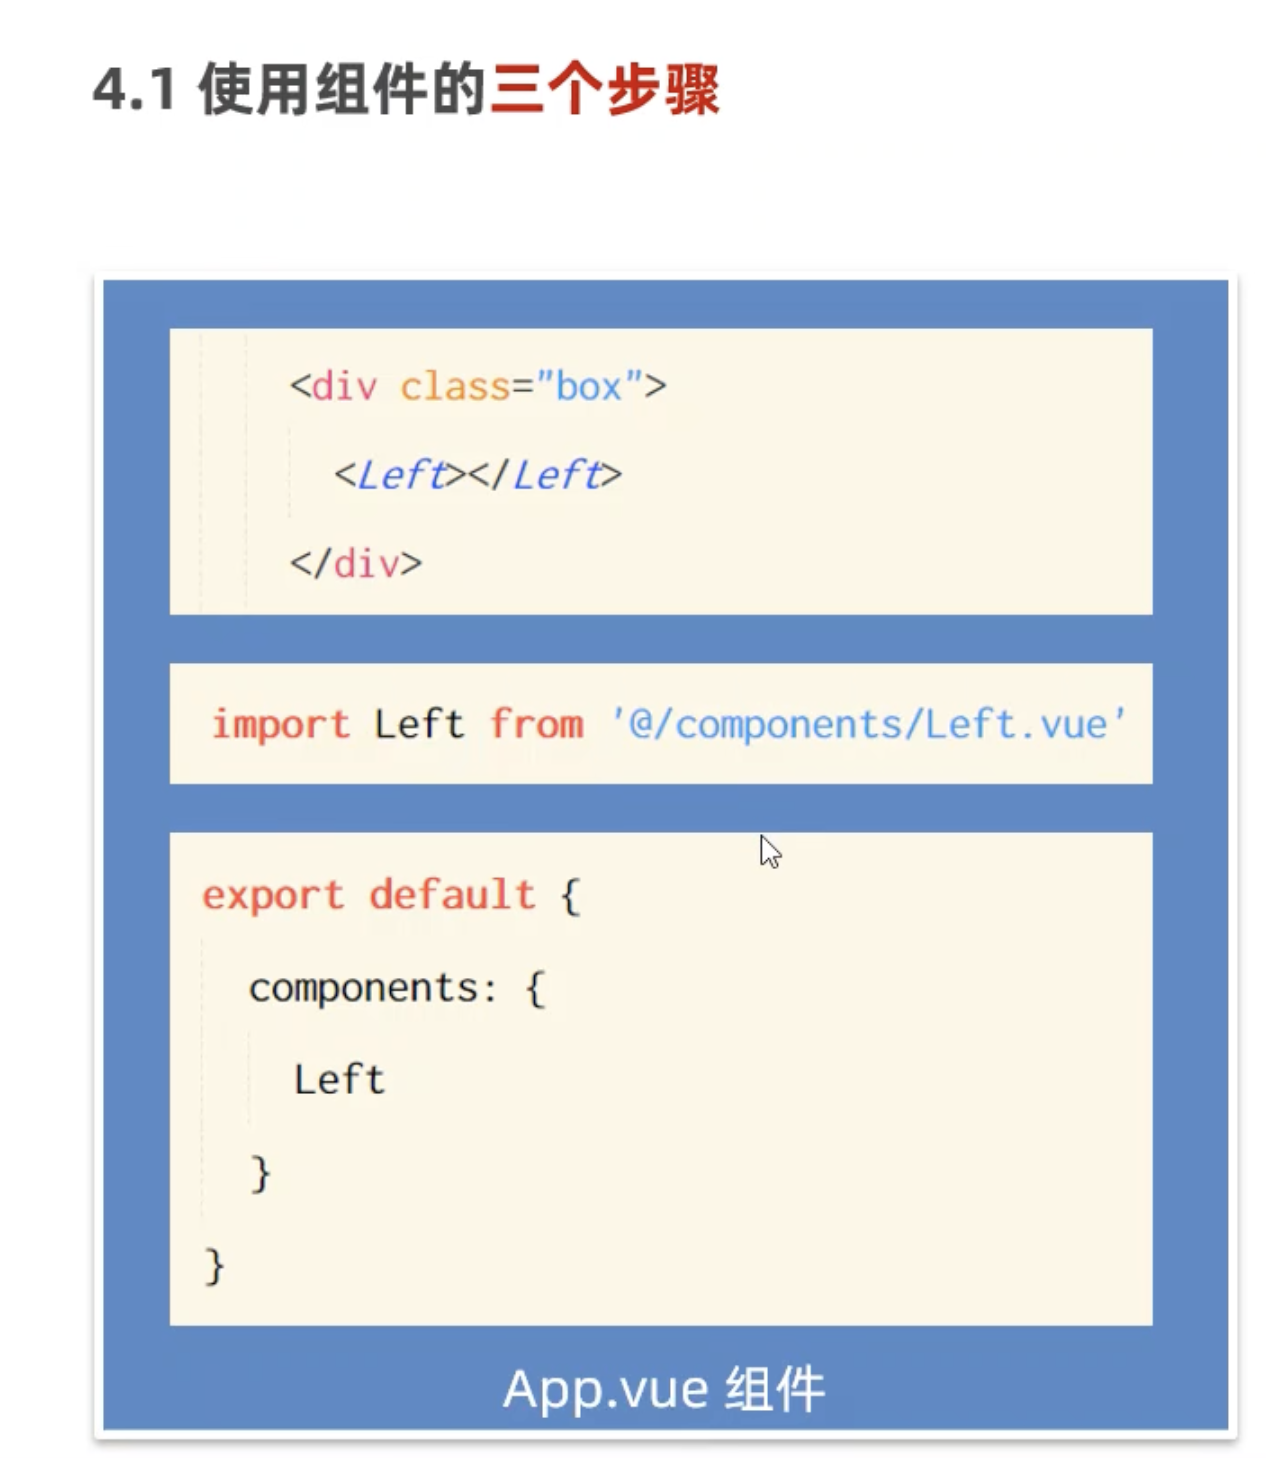 4.1 使用组件的三个步骤
<div class="box">
<Left></Left>
</div>
import Left from '@/components/Left.vue'
export default {
components: {
Left
}
}
App.vue 组件